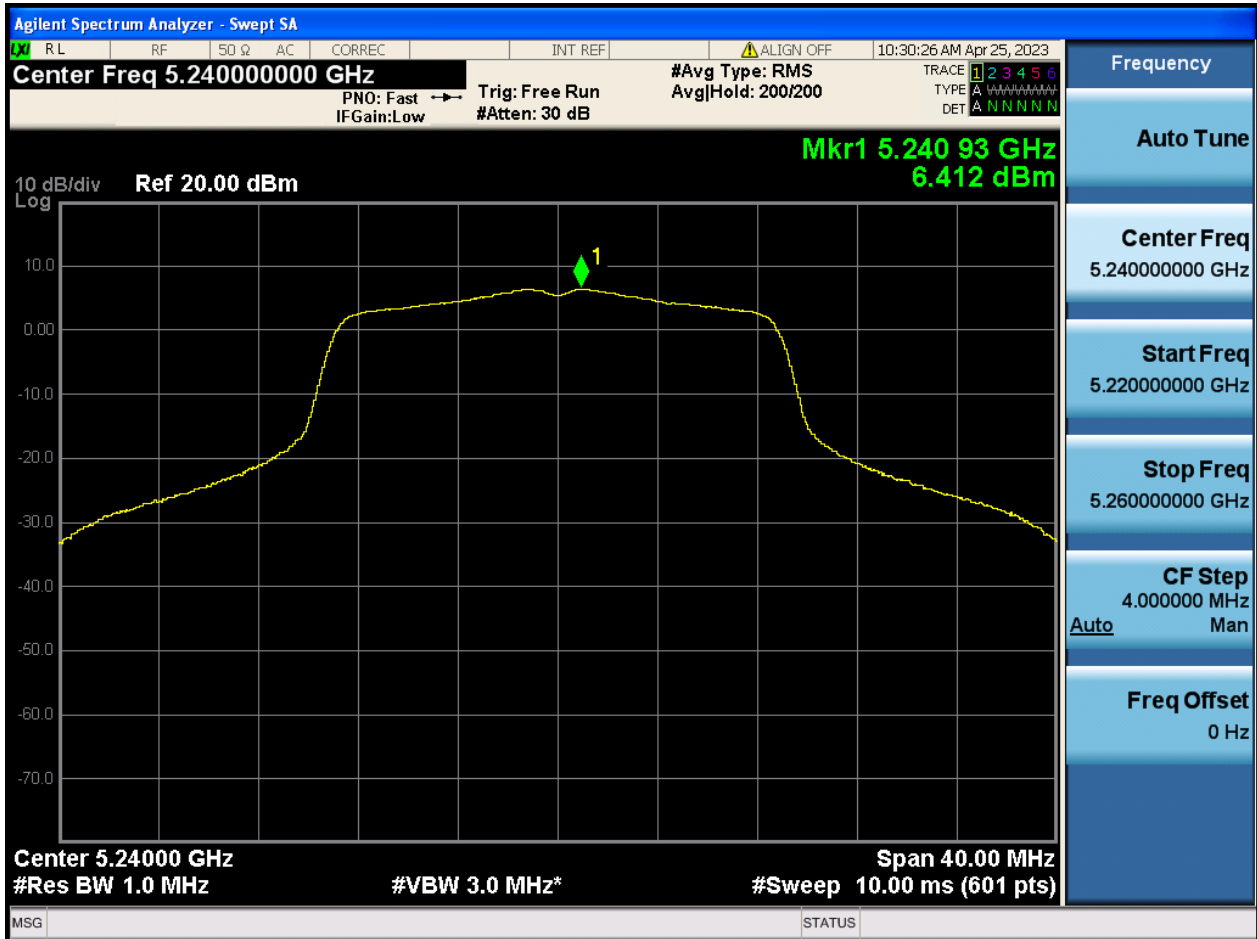 Agilent Spectrum Analyzer - Swept SA
LXI RL RF 50 Ω AC CORREC INT REF ALIGN OFF 10:30:26 AM Apr 25, 2023
Center Freq 5.240000000 GHz
PNO: Fast
IFGain:Low
Trig: Free Run
#Atten: 30 dB
#Avg Type: RMS
Avg|Hold: 200/200
TRACE 1 2 3 4 5 6
TYPE A WWWWW
DET A N N N N N
Mkr1 5.240 93 GHz
6.412 dBm
10 dB/div Ref 20.00 dBm
Log
1
10.0
0.00
-10.0
-20.0
-30.0
-40.0
-50.0
-60.0
-70.0
Center 5.24000 GHz Span 40.00 MHz
#Res BW 1.0 MHz #VBW 3.0 MHz* #Sweep 10.00 ms (601 pts)
MSG STATUS
Frequency
Auto Tune
Center Freq
5.240000000 GHz
Start Freq
5.220000000 GHz
Stop Freq
5.260000000 GHz
CF Step
4.000000 MHz
Auto Man
Freq Offset
0 Hz